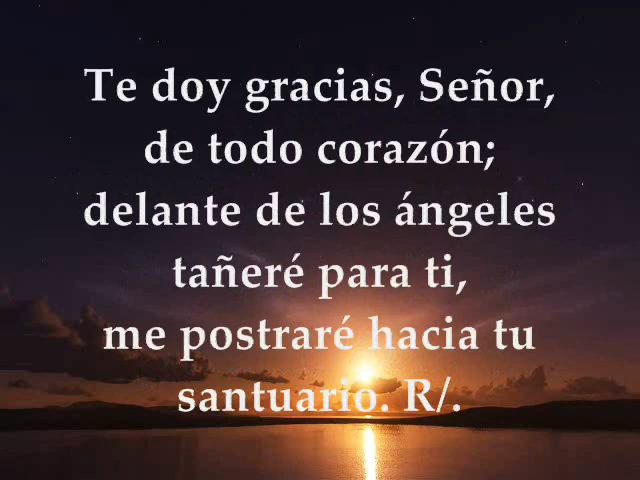 Te doy gracias, Señor,
de todo corazón;
delante de los ángeles
tañeré para ti,
me postraré hacia tu
santuario. R/.